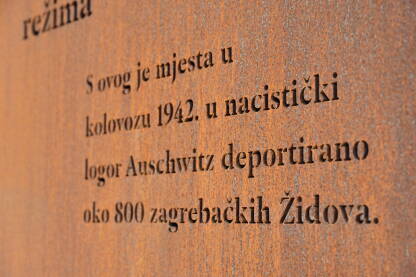 režima
S ovog je mjesta u
kolovozu 1942. u nacistički
logor Auschwitz deportirano
oko 800 zagrebačkih Židova.